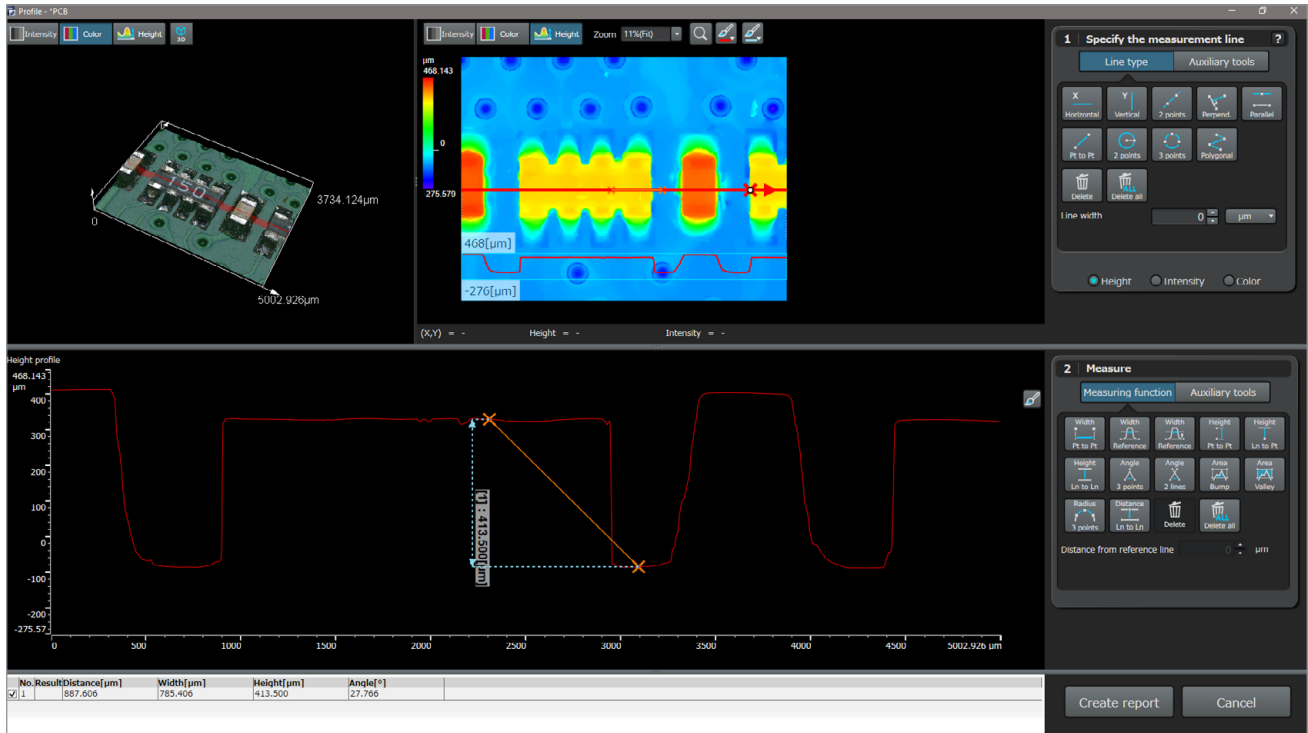 Profile - *PCB
Intensity Color Height 3D
150
3734.124µm
0
0
5002.926µm
Intensity Color Height Zoom 11%(Fit)
µm
468.143
0
-275.579
468[µm]
-276[µm]
(X,Y) = - Height = - Intensity = -
1 Specify the measurement line ?
Line type Auxiliary tools
X Y
Horizontal Vertical 2 points Perpend. Parallel
Pt to Pt 2 points 3 points Polygonal
ALL
Delete Delete all
Line width 0 µm
Height Intensity Color
Height profile
468.143
µm
400
300
200
100
0
-100
-200
-275.57
0 500 1000 1500 2000 2500 3000 3500 4000 4500 5002.926 µm
(1) : 413.500[µm]
2 Measure
Measuring function Auxiliary tools
Width Width Width Height Height
Pt to Pt Reference Reference Pt to Pt Ln to Pt
Height Angle Angle Area Area
Ln to Ln 3 points 2 lines Bump Valley
Radius Distance ALL
3 points Ln to Ln Delete Delete all
Distance from reference line 0 µm
No. Result Distance[µm] Width[µm] Height[µm] Angle[°]
1 887.606 785.406 413.500 27.766
Create report Cancel